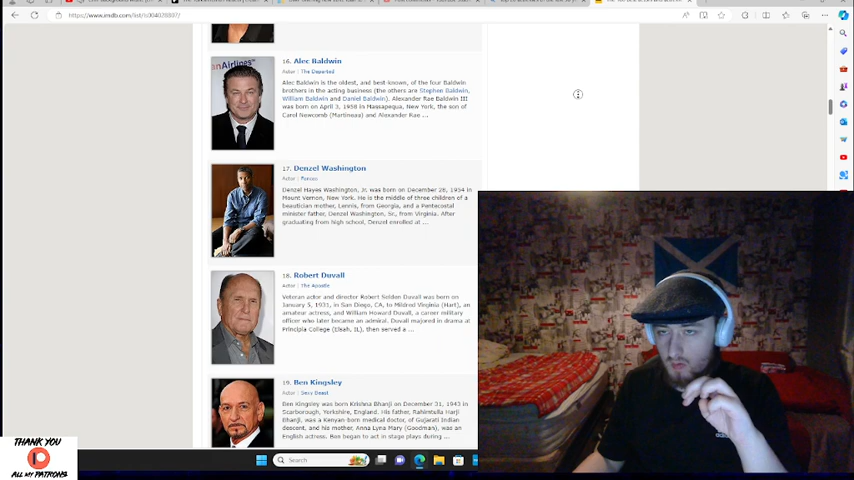 https://www.imdb.com/list/ls064028807/
16. Alec Baldwin
Actor | The Departed
Alec Baldwin is the oldest, and best-known, of the four Baldwin
brothers in the acting business (the others are Stephen Baldwin,
William Baldwin and Daniel Baldwin). Alexander Rae Baldwin III
was born on April 3, 1958 in Massapequa, New York, the son of
Carol Newcomb (Martineau) and Alexander Rae ...
17. Denzel Washington
Actor | Fences
Denzel Hayes Washington, Jr. was born on December 28, 1954 in
Mount Vernon, New York. He is the middle of three children of a
beautician mother, Lennis, from Georgia, and a Pentecostal
minister father, Denzel Washington, Sr., from Virginia. After
graduating from high school, Denzel enrolled at ...
18. Robert Duvall
Actor | The Apostle
Veteran actor and director Robert Selden Duvall was born on
January 5, 1931, in San Diego, CA, to Mildred Virginia (Hart), an
amateur actress, and William Howard Duvall, a career military
officer who later became an admiral. Duvall majored in drama at
Principia College (Elsah, IL), then served a ...
19. Ben Kingsley
Actor | Sexy Beast
Ben Kingsley was born Krishna Bhanji on December 31, 1943 in
Scarborough, Yorkshire, England. His father, Rahimtulla Harji
Bhanji, was a Kenyan-born medical doctor, of Gujarati Indian
descent, and his mother, Anna Lyna Mary (Goodman), was an
English actress. Ben began to act in stage plays during ...
THANK YOU
ALL MY PATRONS
Search